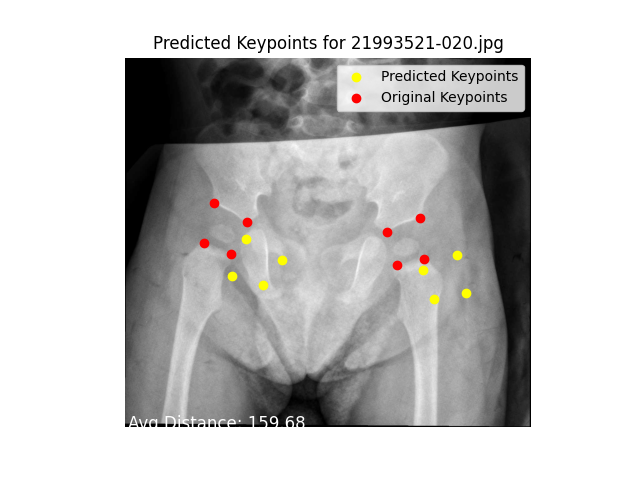 Predicted Keypoints for 21993521-020.jpg
Predicted Keypoints
Original Keypoints
Avg Distance: 159.68